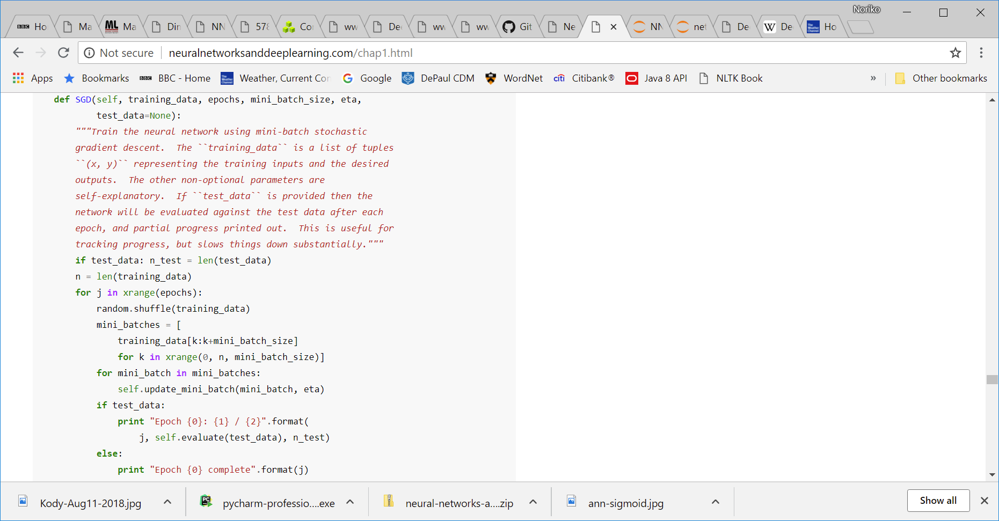 Noriko
Ho Ma ML Ma Din NN 578 Co ww Dee ww ww Git Ne NN net De W De Ho
Not secure neuralnetworksanddeeplearning.com/chap1.html
Apps Bookmarks BBC BBC - Home Weather, Current Con Google DePaul CDM WordNet citi Citibank® Java 8 API NLTK Book » Other bookmarks
def SGD(self, training_data, epochs, mini_batch_size, eta,
test_data=None):
"""Train the neural network using mini-batch stochastic
gradient descent.  The ``training_data`` is a list of tuples
``(x, y)`` representing the training inputs and the desired
outputs.  The other non-optional parameters are
self-explanatory.  If ``test_data`` is provided then the
network will be evaluated against the test data after each
epoch, and partial progress printed out.  This is useful for
tracking progress, but slows things down substantially."""
if test_data: n_test = len(test_data)
n = len(training_data)
for j in xrange(epochs):
random.shuffle(training_data)
mini_batches = [
training_data[k:k+mini_batch_size]
for k in xrange(0, n, mini_batch_size)]
for mini_batch in mini_batches:
self.update_mini_batch(mini_batch, eta)
if test_data:
print "Epoch {0}: {1} / {2}".format(
j, self.evaluate(test_data), n_test)
else:
print "Epoch {0} complete".format(j)
Kody-Aug11-2018.jpg PC pycharm-professio....exe neural-networks-a....zip ann-sigmoid.jpg Show all